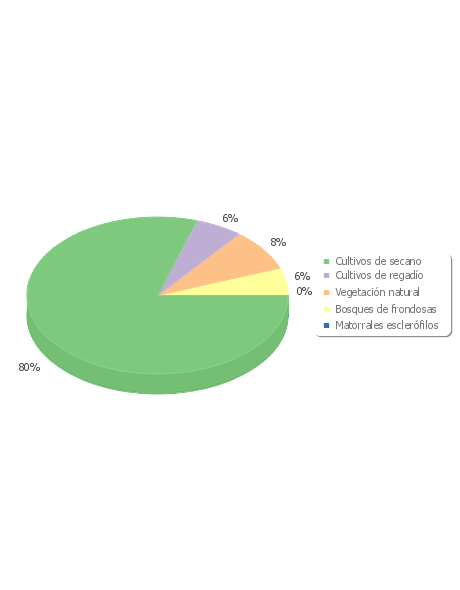 6%
8%
6%
0%
80%
Cultivos de secano
Cultivos de regadío
Vegetación natural
Bosques de frondosas
Matorrales esclerófilos